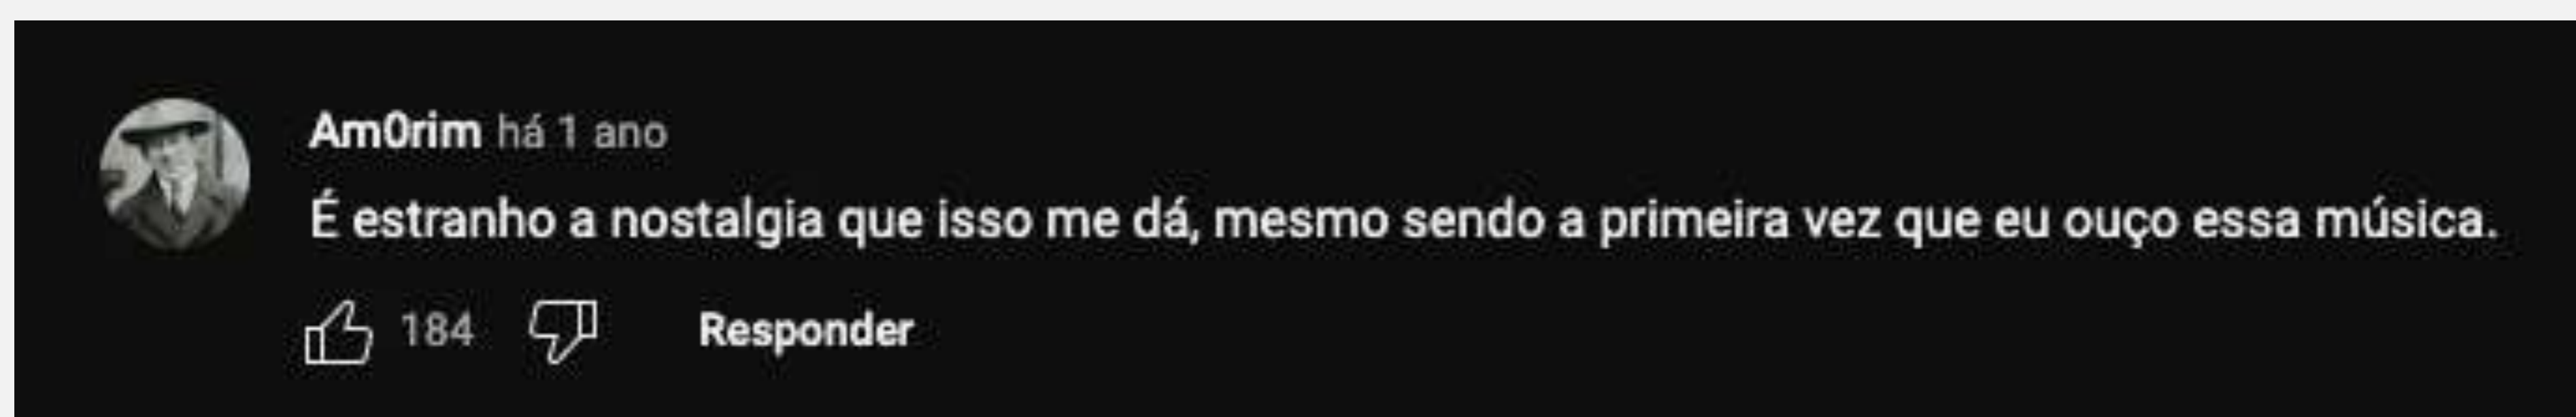 Am0rim há 1 ano
É estranho a nostalgia que isso me dá, mesmo sendo a primeira vez que eu ouço essa música.
184 Responder